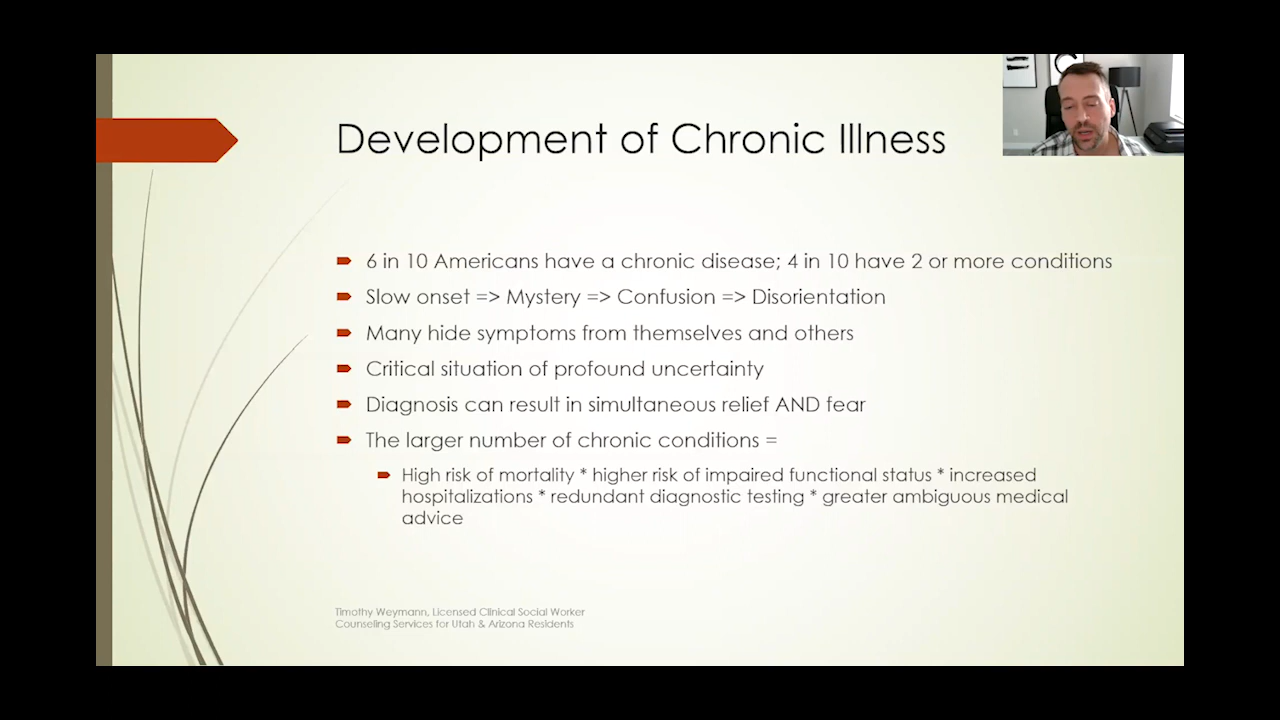 Development of Chronic Illness
6 in 10 Americans have a chronic disease; 4 in 10 have 2 or more conditions
Slow onset => Mystery => Confusion => Disorientation
Many hide symptoms from themselves and others
Critical situation of profound uncertainty
Diagnosis can result in simultaneous relief AND fear
The larger number of chronic conditions =
High risk of mortality * higher risk of impaired functional status * increased
hospitalizations * redundant diagnostic testing * greater ambiguous medical
advice
Timothy Weymann, Licensed Clinical Social Worker
Counseling Services for Utah & Arizona Residents